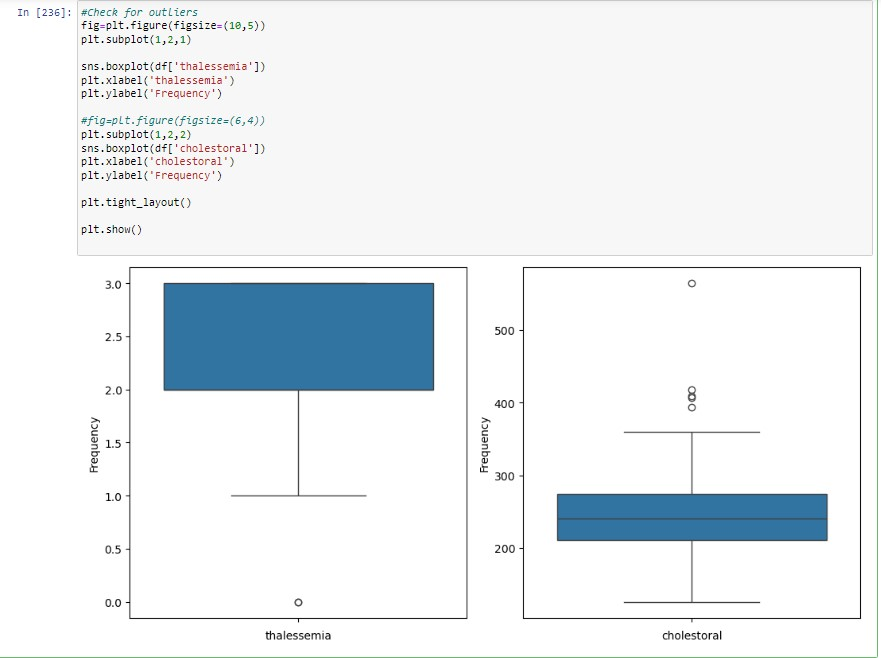 In [236]: #Check for outliers
fig=plt.figure(figsize=(10,5))
plt.subplot(1,2,1)
sns.boxplot(df['thalessemia'])
plt.xlabel('thalessemia')
plt.ylabel('Frequency')
#fig=plt.figure(figsize=(6,4))
plt.subplot(1,2,2)
sns.boxplot(df['cholestoral'])
plt.xlabel('cholestoral')
plt.ylabel('Frequency')
plt.tight_layout()
plt.show()
3.0
2.5
2.0
1.5
1.0
0.5
0.0
Frequency
thalessemia
500
400
300
200
Frequency
cholestoral